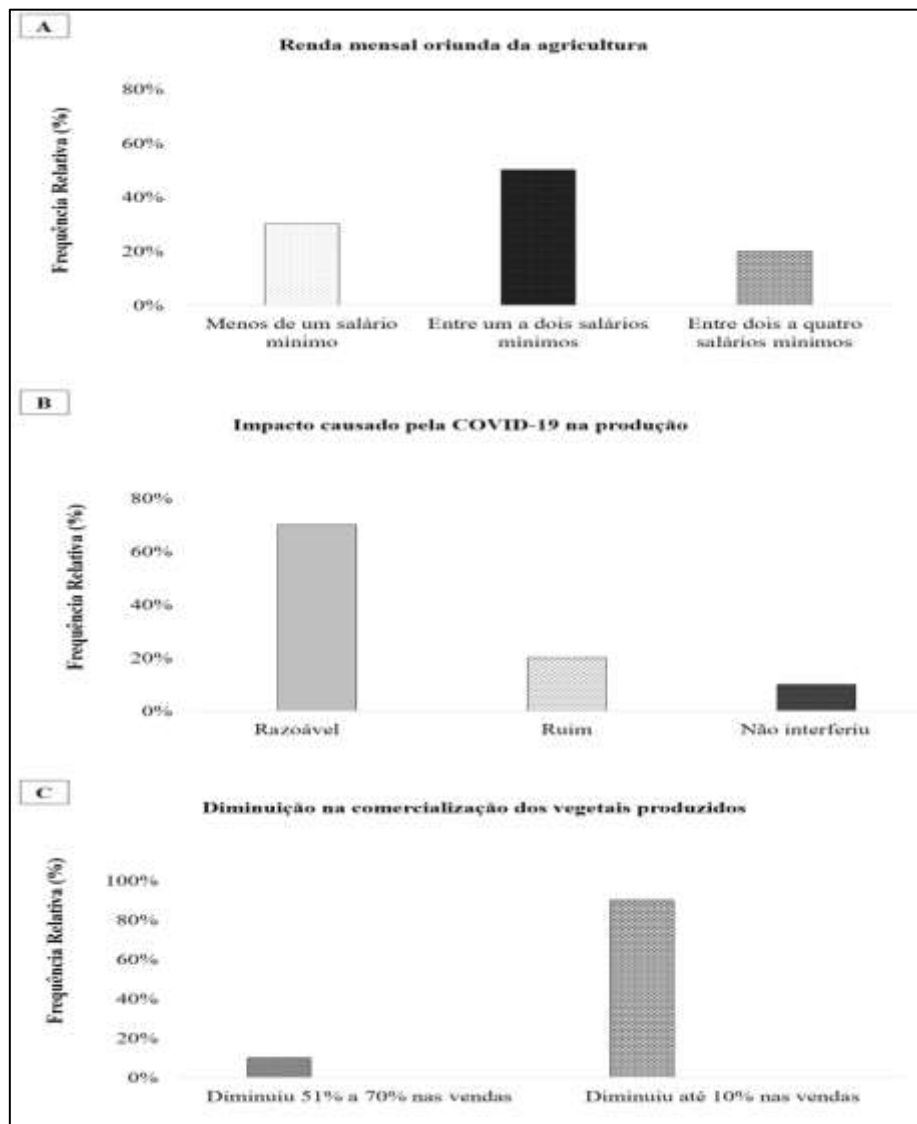 A
Renda mensal oriunda da agricultura
Frequência Relativa (%)
80%
60%
40%
20%
0%
Menos de um salário
mínimo
Entre um a dois salários
mínimos
Entre dois a quatro
salários mínimos
B
Impacto causado pela COVID-19 na produção
Frequência Relativa (%)
80%
60%
40%
20%
0%
Razoável
Ruim
Não interferiu
C
Diminuição na comercialização dos vegetais produzidos
Frequência Relativa (%)
100%
80%
60%
40%
20%
0%
Diminuiu 51% a 70% nas vendas
Diminuiu até 10% nas vendas